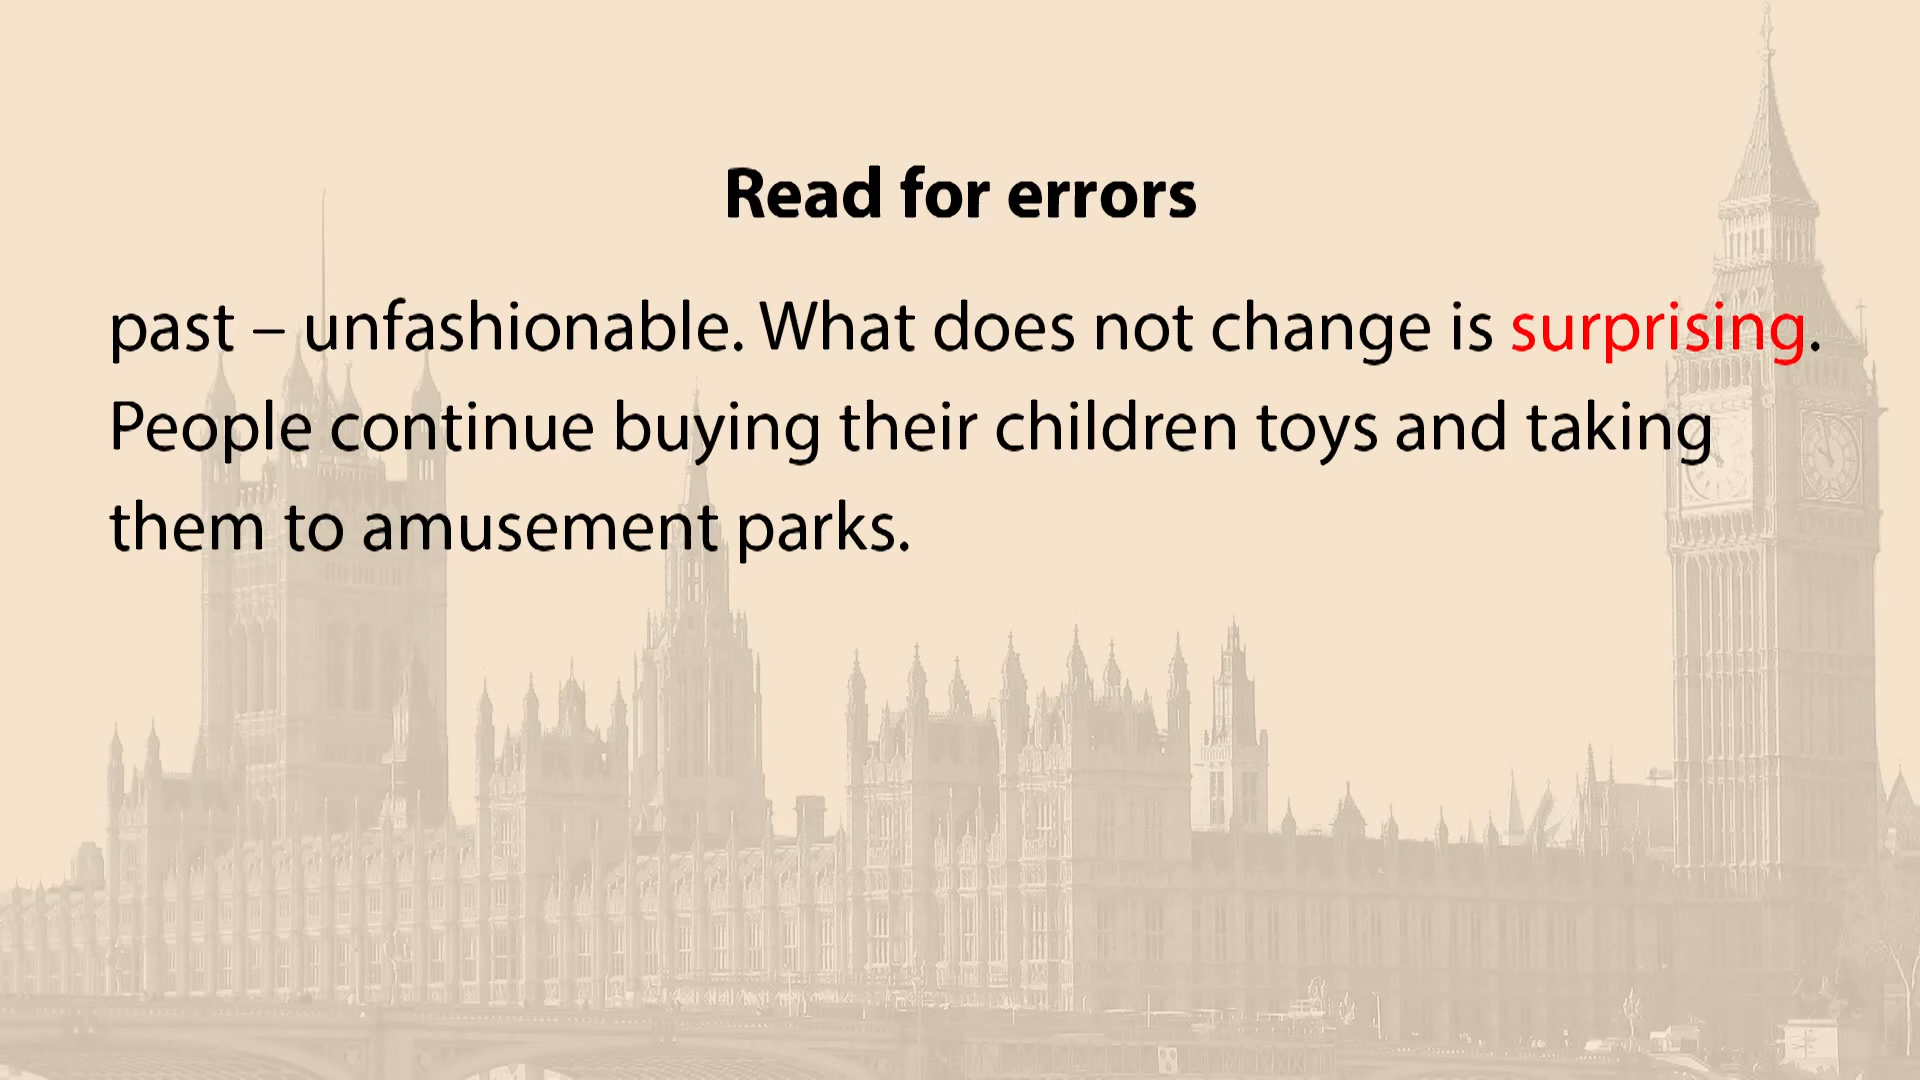 Read for errors
past – unfashionable. What does not change is surprising.
People continue buying their children toys and taking
them to amusement parks.